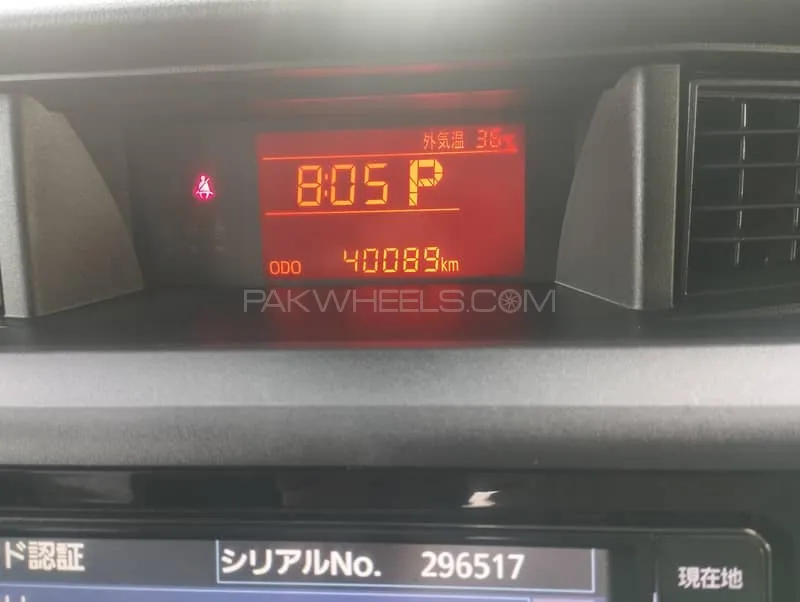 外気温 36℃
8:05 P
ODO 40089km
PAKWHEELS.COM
ド認証 シリアルNo. 296517
現在地